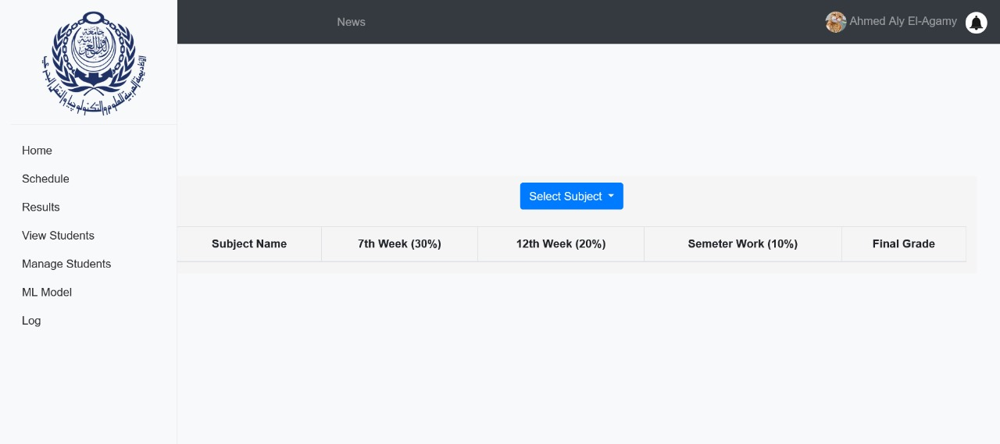 جامعة
الدول العربية
الأكاديمية العربية للعلوم والتكنولوجيا والنقل البحري
News
Ahmed Aly El-Agamy
Home
Schedule
Results
View Students
Manage Students
ML Model
Log
Select Subject
Subject Name 7th Week (30%) 12th Week (20%) Semeter Work (10%) Final Grade